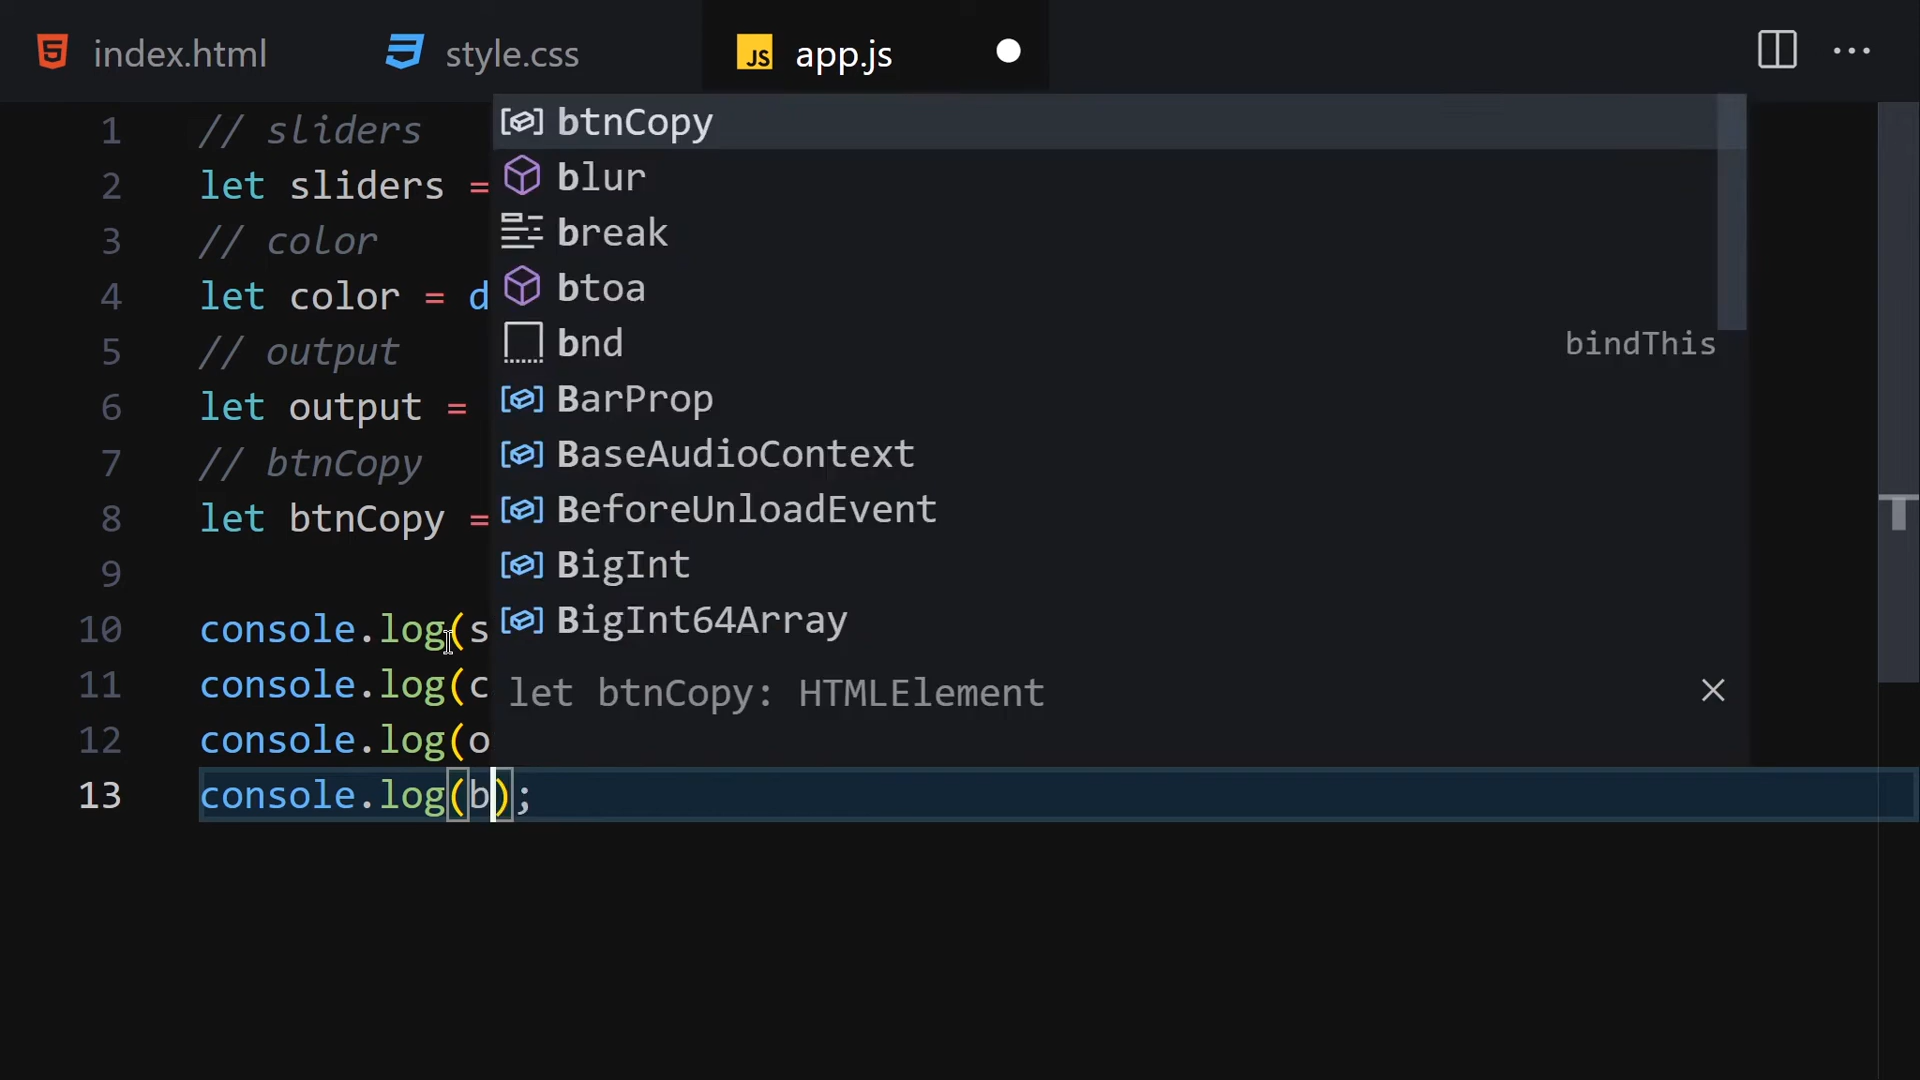 index.html
style.css
JS app.js
1 // sliders
2 let sliders =
3 // color
4 let color = d
5 // output
6 let output =
7 // btnCopy
8 let btnCopy =
9
10 console.log(s
11 console.log(c
12 console.log(o
13 console.log(b);
btnCopy
blur
break
btoa
bnd bindThis
BarProp
BaseAudioContext
BeforeUnloadEvent
BigInt
BigInt64Array
let btnCopy: HTMLElement